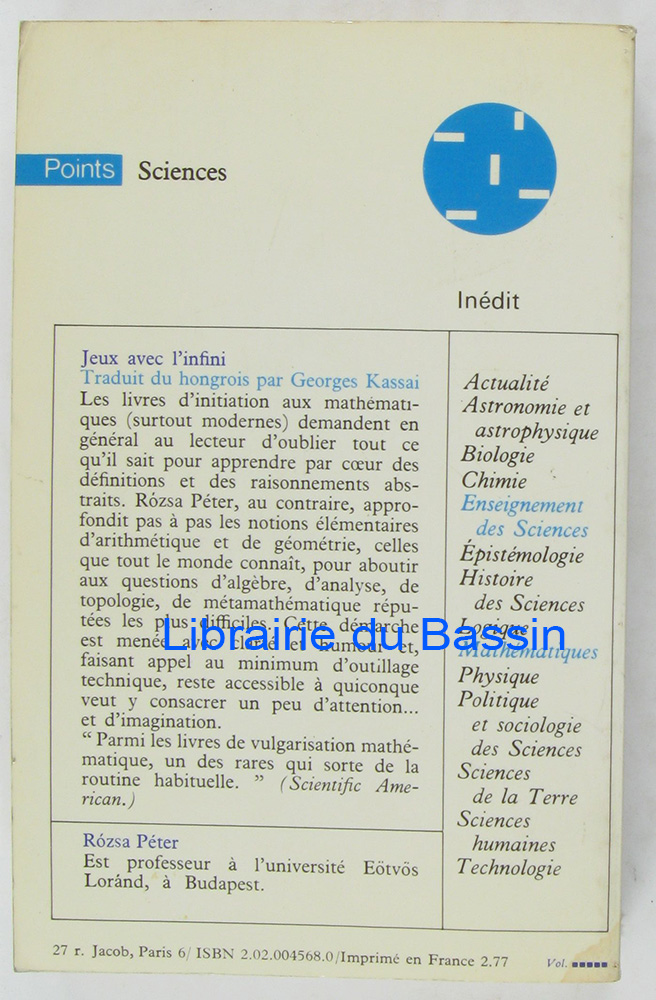 Points Sciences
Inédit
Jeux avec l'infini
Traduit du hongrois par Georges Kassai
Les livres d'initiation aux mathémati-
ques (surtout modernes) demandent en
général au lecteur d'oublier tout ce
qu'il sait pour apprendre par cœur des
définitions et des raisonnements abs-
traits. Rózsa Péter, au contraire, appro-
fondit pas à pas les notions élémentaires
d'arithmétique et de géométrie, celles
que tout le monde connaît, pour aboutir
aux questions d'algèbre, d'analyse, de
topologie, de métamathématique répu-
tées les plus difficiles. Cette démarche
est menée avec clarté et humour et,
faisant appel au minimum d'outillage
technique, reste accessible à quiconque
veut y consacrer un peu d'attention...
et d'imagination.
“ Parmi les livres de vulgarisation mathé-
matique, un des rares qui sorte de la
routine habituelle. ” (Scientific Ame-
rican.)
Rózsa Péter
Est professeur à l'université Eötvös
Loránd, à Budapest.
Actualité
Astronomie et
astrophysique
Biologie
Chimie
Enseignement
des Sciences
Épistémologie
Histoire
des Sciences
Logique
Mathématiques
Physique
Politique
et sociologie
des Sciences
Sciences
de la Terre
Sciences
humaines
Technologie
Librairie du Bassin
27 r. Jacob, Paris 6/ ISBN 2.02.004568.0/Imprimé en France 2.77
Vol.